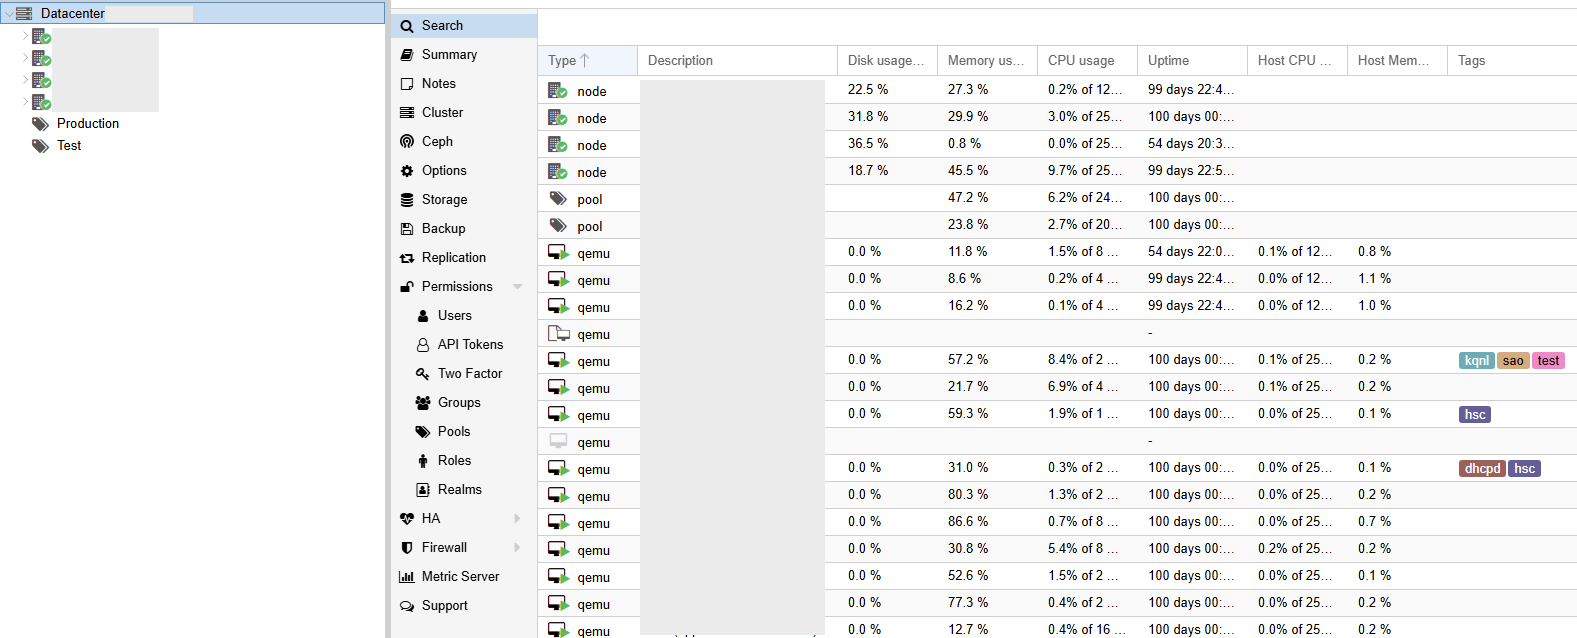 Datacenter
Production
Test
Search
Summary
Notes
Cluster
Ceph
Options
Storage
Backup
Replication
Permissions
Users
API Tokens
Two Factor
Groups
Pools
Roles
Realms
HA
Firewall
Metric Server
Support
Type Description Disk usage... Memory us... CPU usage Uptime Host CPU ... Host Mem... Tags
node 22.5 % 27.3 % 0.2% of 12... 99 days 22:4...
node 31.8 % 29.9 % 3.0% of 25... 100 days 00:...
node 36.5 % 0.8 % 0.0% of 25... 54 days 20:3...
node 18.7 % 45.5 % 9.7% of 25... 99 days 22:5...
pool 47.2 % 6.2% of 24... 100 days 00:...
pool 23.8 % 2.7% of 20... 100 days 00:...
qemu 0.0 % 11.8 % 1.5% of 8 ... 54 days 22:0... 0.1% of 12... 0.8 %
qemu 0.0 % 8.6 % 0.2% of 4 ... 99 days 22:4... 0.0% of 12... 1.1 %
qemu 0.0 % 16.2 % 0.1% of 4 ... 99 days 22:4... 0.0% of 12... 1.0 %
qemu -
qemu 0.0 % 57.2 % 8.4% of 2 ... 100 days 00:... 0.1% of 25... 0.2 % kqnl sao test
qemu 0.0 % 21.7 % 6.9% of 4 ... 100 days 00:... 0.1% of 25... 0.2 %
qemu 0.0 % 59.3 % 1.9% of 1 ... 100 days 00:... 0.0% of 25... 0.1 % hsc
qemu -
qemu 0.0 % 31.0 % 0.3% of 2 ... 100 days 00:... 0.0% of 25... 0.1 % dhcpd hsc
qemu 0.0 % 80.3 % 1.3% of 2 ... 100 days 00:... 0.0% of 25... 0.2 %
qemu 0.0 % 86.6 % 0.7% of 8 ... 100 days 00:... 0.0% of 25... 0.7 %
qemu 0.0 % 30.8 % 5.4% of 8 ... 100 days 00:... 0.2% of 25... 0.2 %
qemu 0.0 % 52.6 % 1.5% of 2 ... 100 days 00:... 0.0% of 25... 0.1 %
qemu 0.0 % 77.3 % 0.4% of 2 ... 100 days 00:... 0.0% of 25... 0.2 %
qemu 0.0 % 12.7 % 0.4% of 16 ... 100 days 00:... 0.0% of 25... 0.2 %